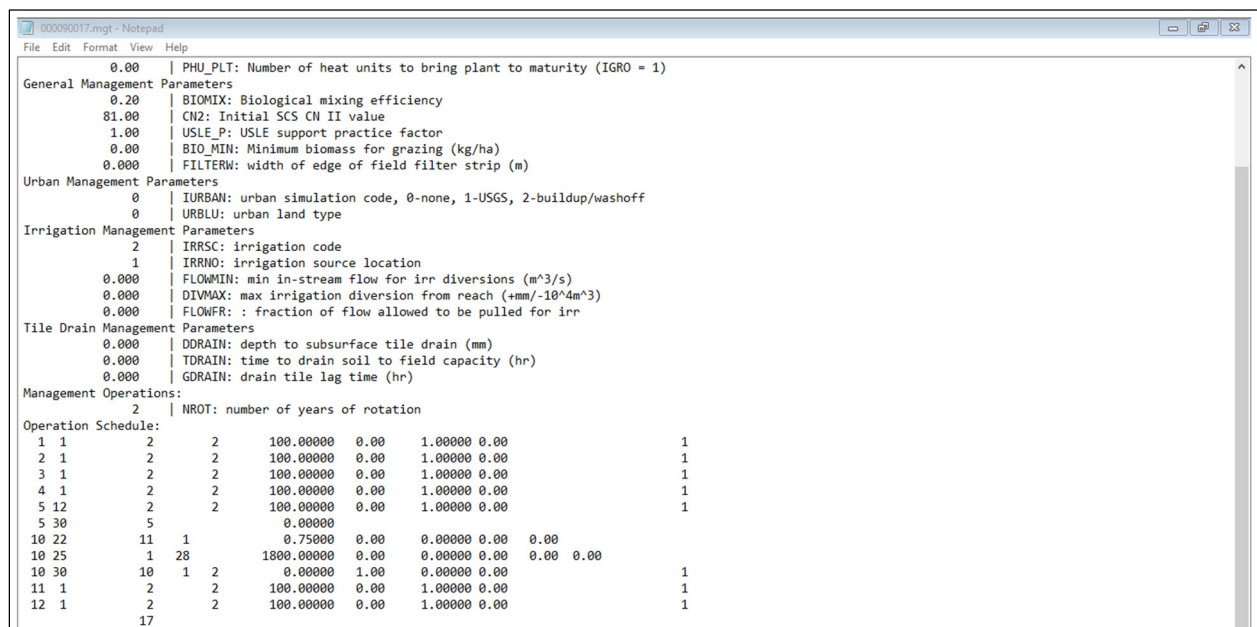 000090017.mgt - Notepad
File Edit Format View Help
0.00 | PHU_PLT: Number of heat units to bring plant to maturity (IGRO = 1)
General Management Parameters
0.20 | BIOMIX: Biological mixing efficiency
81.00 | CN2: Initial SCS CN II value
1.00 | USLE_P: USLE support practice factor
0.00 | BIO_MIN: Minimum biomass for grazing (kg/ha)
0.000 | FILTERW: width of edge of field filter strip (m)
Urban Management Parameters
0 | IURBAN: urban simulation code, 0-none, 1-USGS, 2-buildup/washoff
0 | URBLU: urban land type
Irrigation Management Parameters
2 | IRRSC: irrigation code
1 | IRRNO: irrigation source location
0.000 | FLOWMIN: min in-stream flow for irr diversions (m^3/s)
0.000 | DIVMAX: max irrigation diversion from reach (+mm/-10^4m^3)
0.000 | FLOWFR: : fraction of flow allowed to be pulled for irr
Tile Drain Management Parameters
0.000 | DDRAIN: depth to subsurface tile drain (mm)
0.000 | TDRAIN: time to drain soil to field capacity (hr)
0.000 | GDRAIN: drain tile lag time (hr)
Management Operations:
2 | NROT: number of years of rotation
Operation Schedule:
1 1 2 2 100.00000 0.00 1.00000 0.00 1
2 1 2 2 100.00000 0.00 1.00000 0.00 1
3 1 2 2 100.00000 0.00 1.00000 0.00 1
4 1 2 2 100.00000 0.00 1.00000 0.00 1
5 12 2 2 100.00000 0.00 1.00000 0.00 1
5 30 5 0.00000
10 22 11 1 0.75000 0.00 0.00000 0.00 0.00
10 25 1 28 1800.00000 0.00 0.00000 0.00 0.00 0.00
10 30 10 1 2 0.00000 1.00 0.00000 0.00 1
11 1 2 2 100.00000 0.00 1.00000 0.00 1
12 1 2 2 100.00000 0.00 1.00000 0.00 1
17